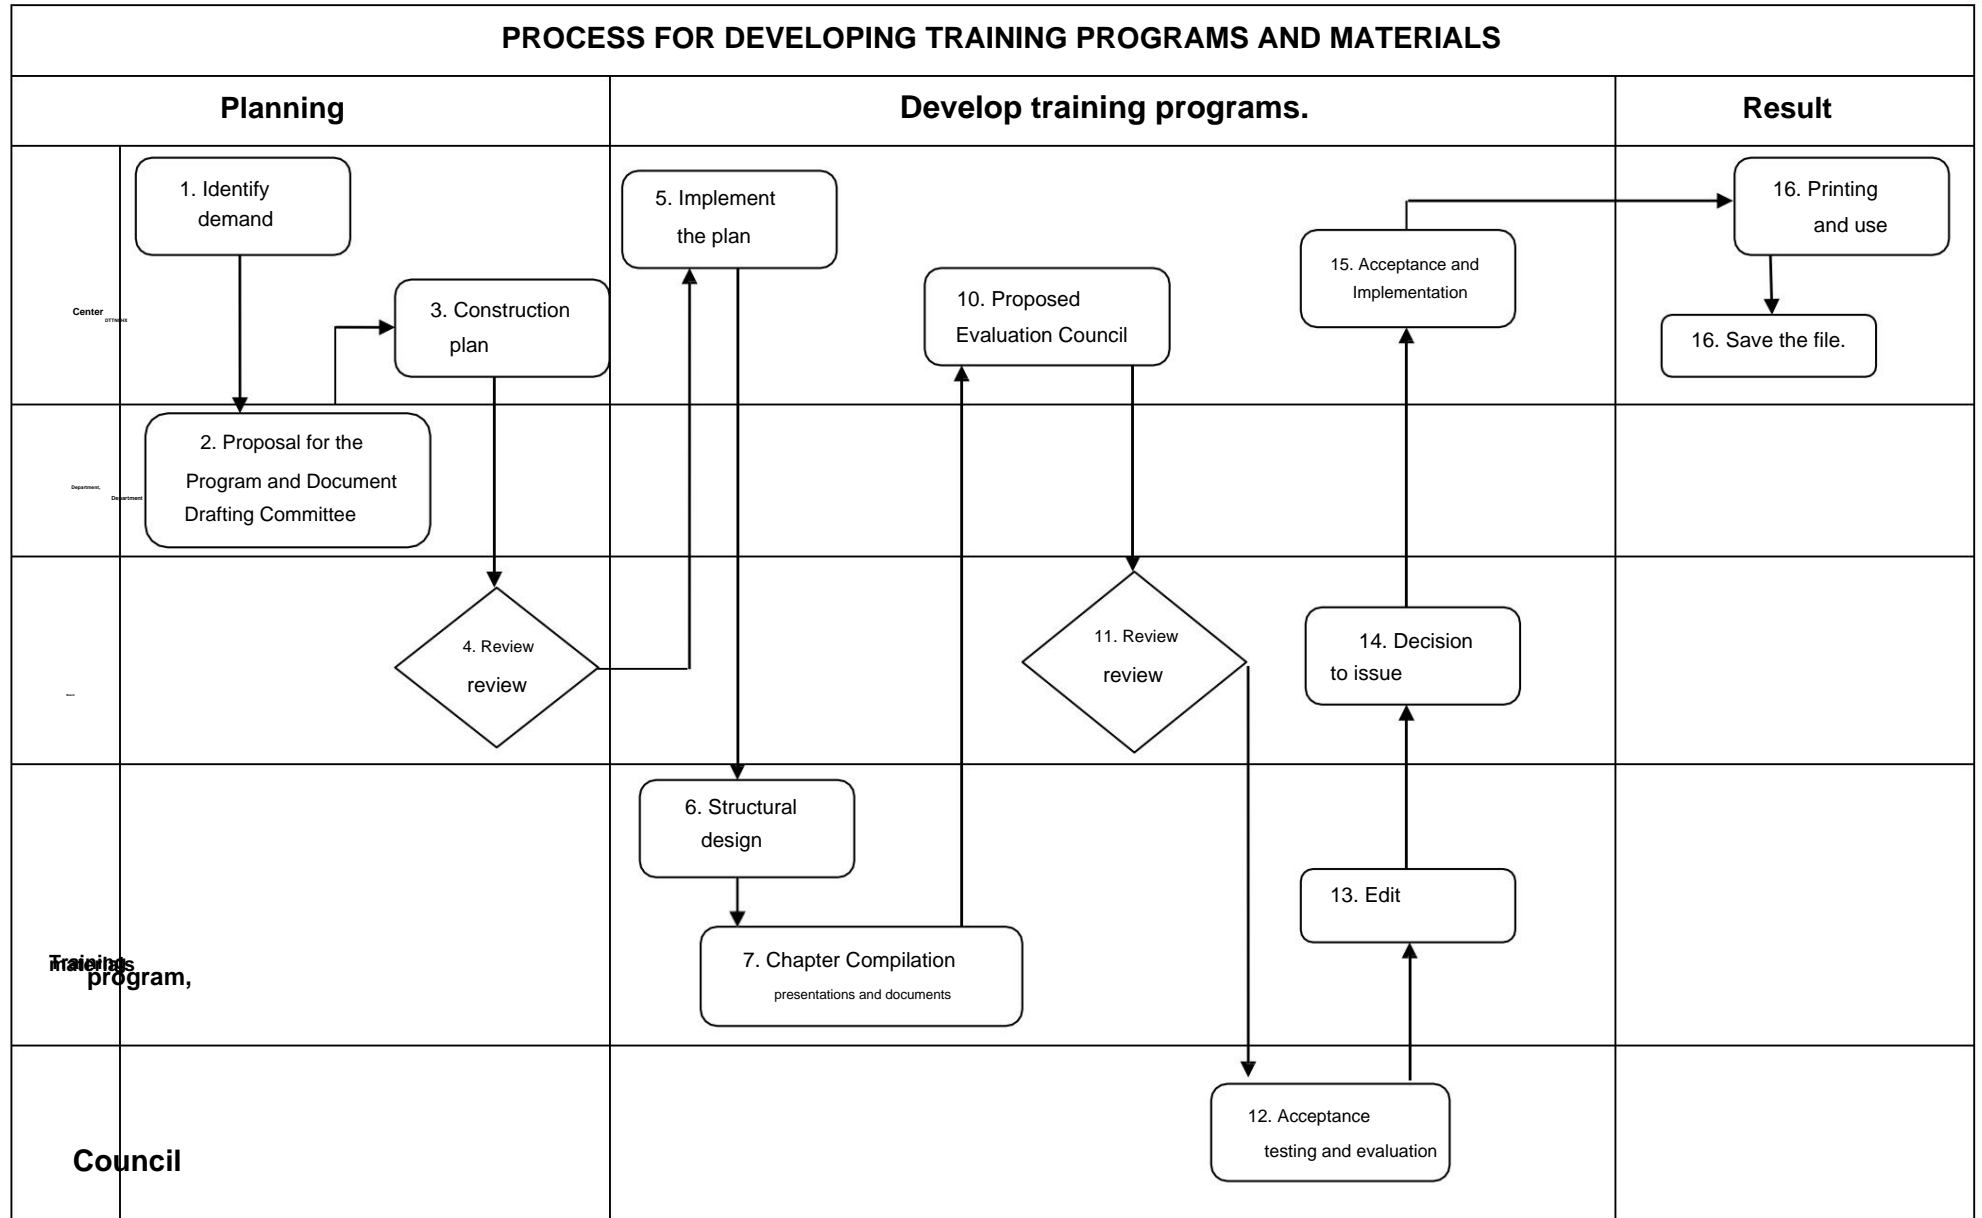 PROCESS FOR DEVELOPING TRAINING PROGRAMS AND MATERIALS
Planning
Develop training programs.
Result
Center
1. Identify
demand
3. Construction
plan
5. Implement
the plan
10. Proposed
Evaluation Council
15. Acceptance and
Implementation
16. Printing
and use
16. Save the file.
Department,
Department
2. Proposal for the
Program and Document
Drafting Committee
4. Review
review
11. Review
review
14. Decision
to issue
Training
materials
program,
6. Structural
design
7. Chapter Compilation
presentations and documents
13. Edit
Council
12. Acceptance
testing and evaluation